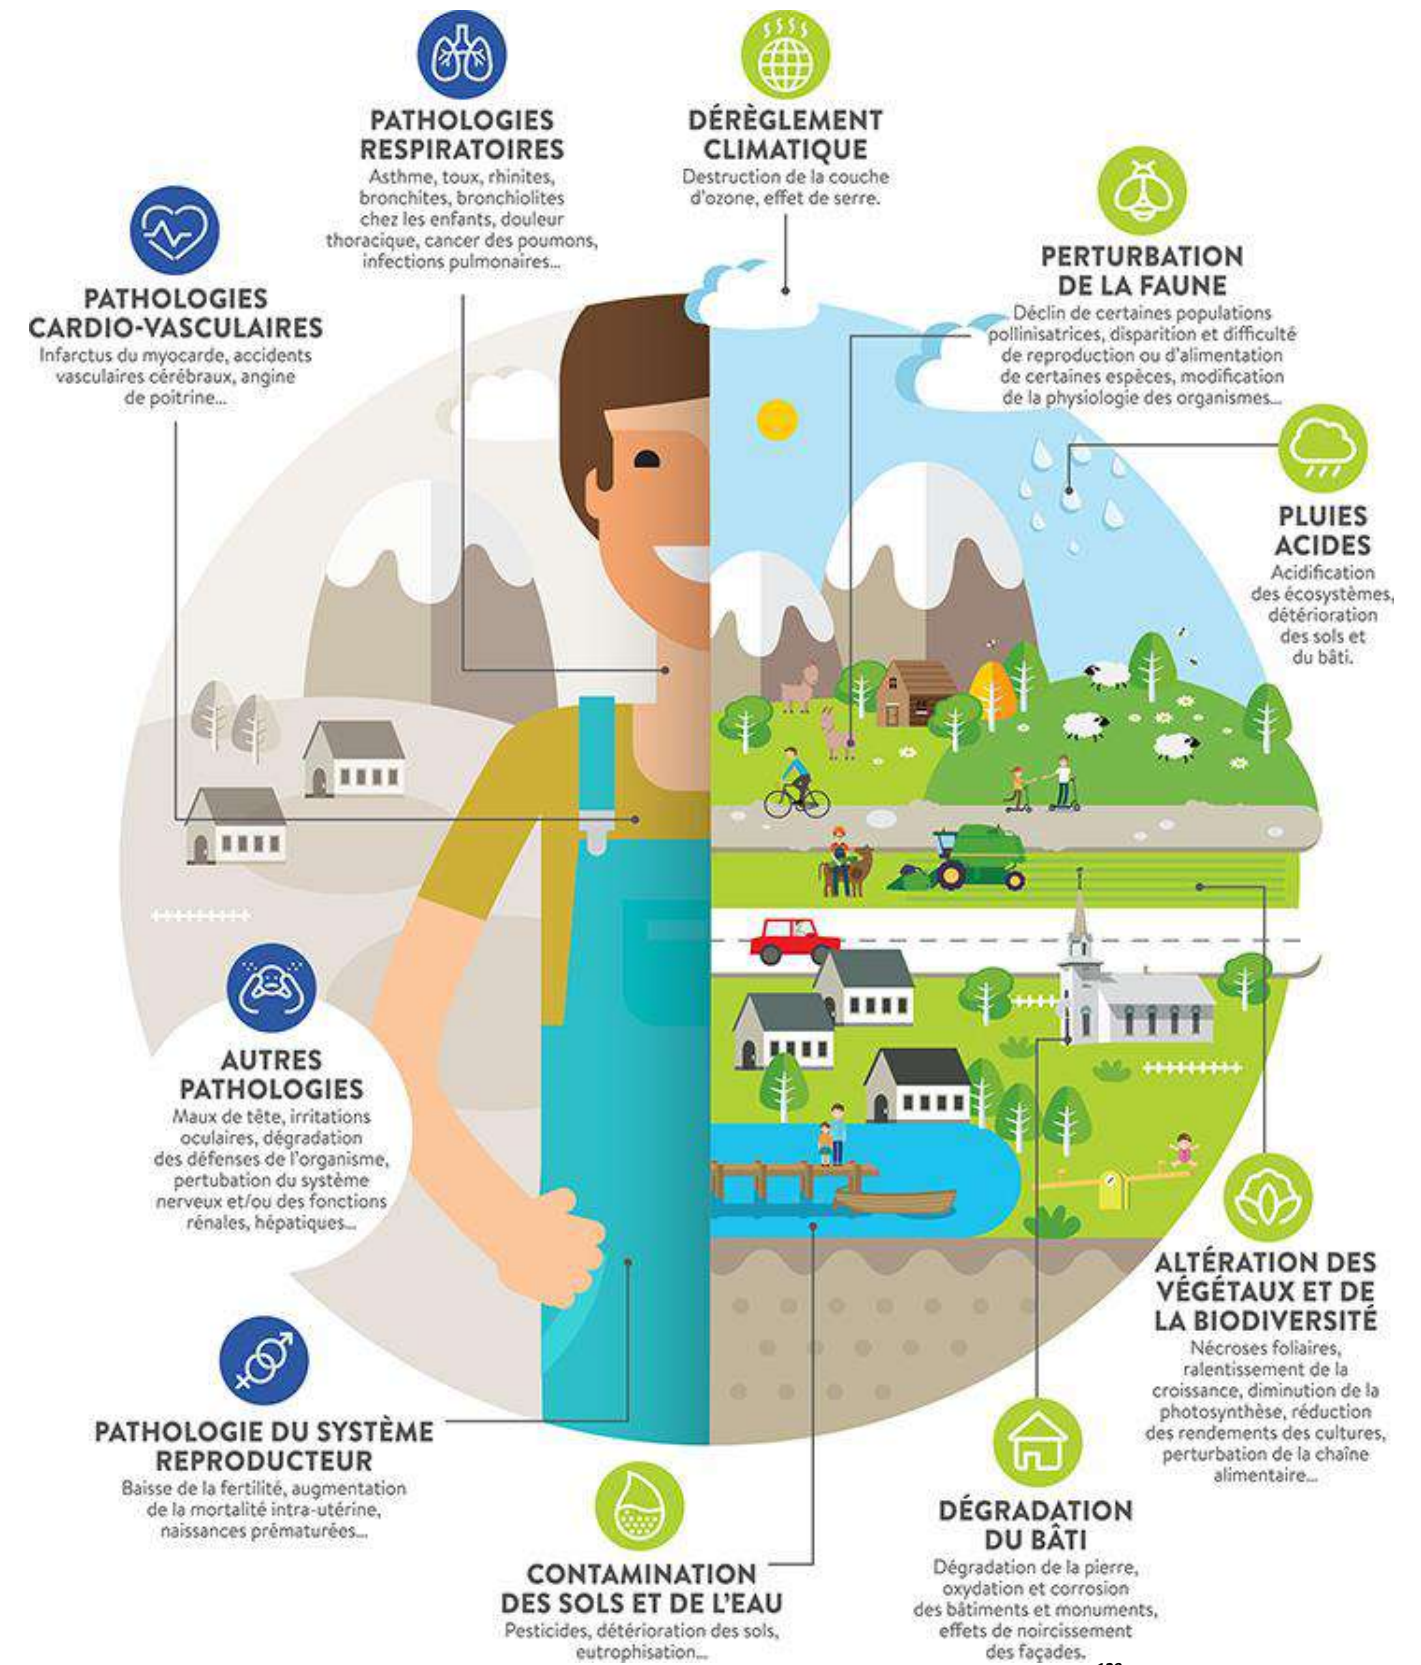 PATHOLOGIES
RESPIRATOIRES
Asthme, toux, rhinites,
bronchites, bronchiolites
chez les enfants, douleur
thoracique, cancer des poumons,
infections pulmonaires...
DÉRÈGLEMENT
CLIMATIQUE
Destruction de la couche
d'ozone, effet de serre.
PERTURBATION
DE LA FAUNE
Déclin de certaines populations
pollinisatrices, disparition et difficulté
de reproduction ou d'alimentation
de certaines espèces, modification
de la physiologie des organismes...
PATHOLOGIES
CARDIO-VASCULAIRES
Infarctus du myocarde, accidents
vasculaires cérébraux, angine
de poitrine...
PLUIES
ACIDES
Acidification
des écosystèmes,
détérioration
des sols et
du bâti.
AUTRES
PATHOLOGIES
Maux de tête, irritations
oculaires, dégradation
des défenses de l'organisme,
pertubation du système
nerveux et/ou des fonctions
rénales, hépatiques...
ALTÉRATION DES
VÉGÉTAUX ET DE
LA BIODIVERSITÉ
Nécroses foliaires,
ralentissement de la
croissance, diminution de la
photosynthèse, réduction
des rendements des cultures,
perturbation de la chaîne
alimentaire...
PATHOLOGIE DU SYSTÈME
REPRODUCTEUR
Baisse de la fertilité, augmentation
de la mortalité intra-utérine,
naissances prématurées...
DÉGRADATION
DU BÂTI
Dégradation de la pierre,
oxydation et corrosion
des bâtiments et monuments,
effets de noircissement
des façades.
CONTAMINATION
DES SOLS ET DE L'EAU
Pesticides, détérioration des sols,
eutrophisation...